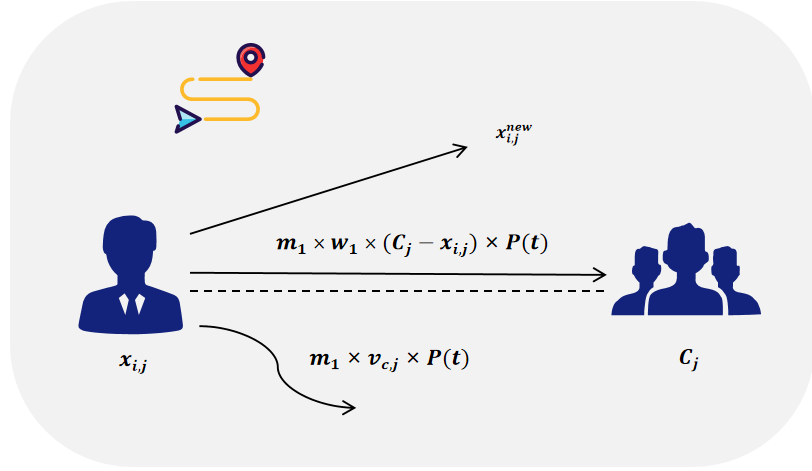 x_{i,j}^{new}
m_1 × w_1 × (C_j − x_{i,j}) × P(t)
x_{i,j}
m_1 × v_{c,j} × P(t)
C_j